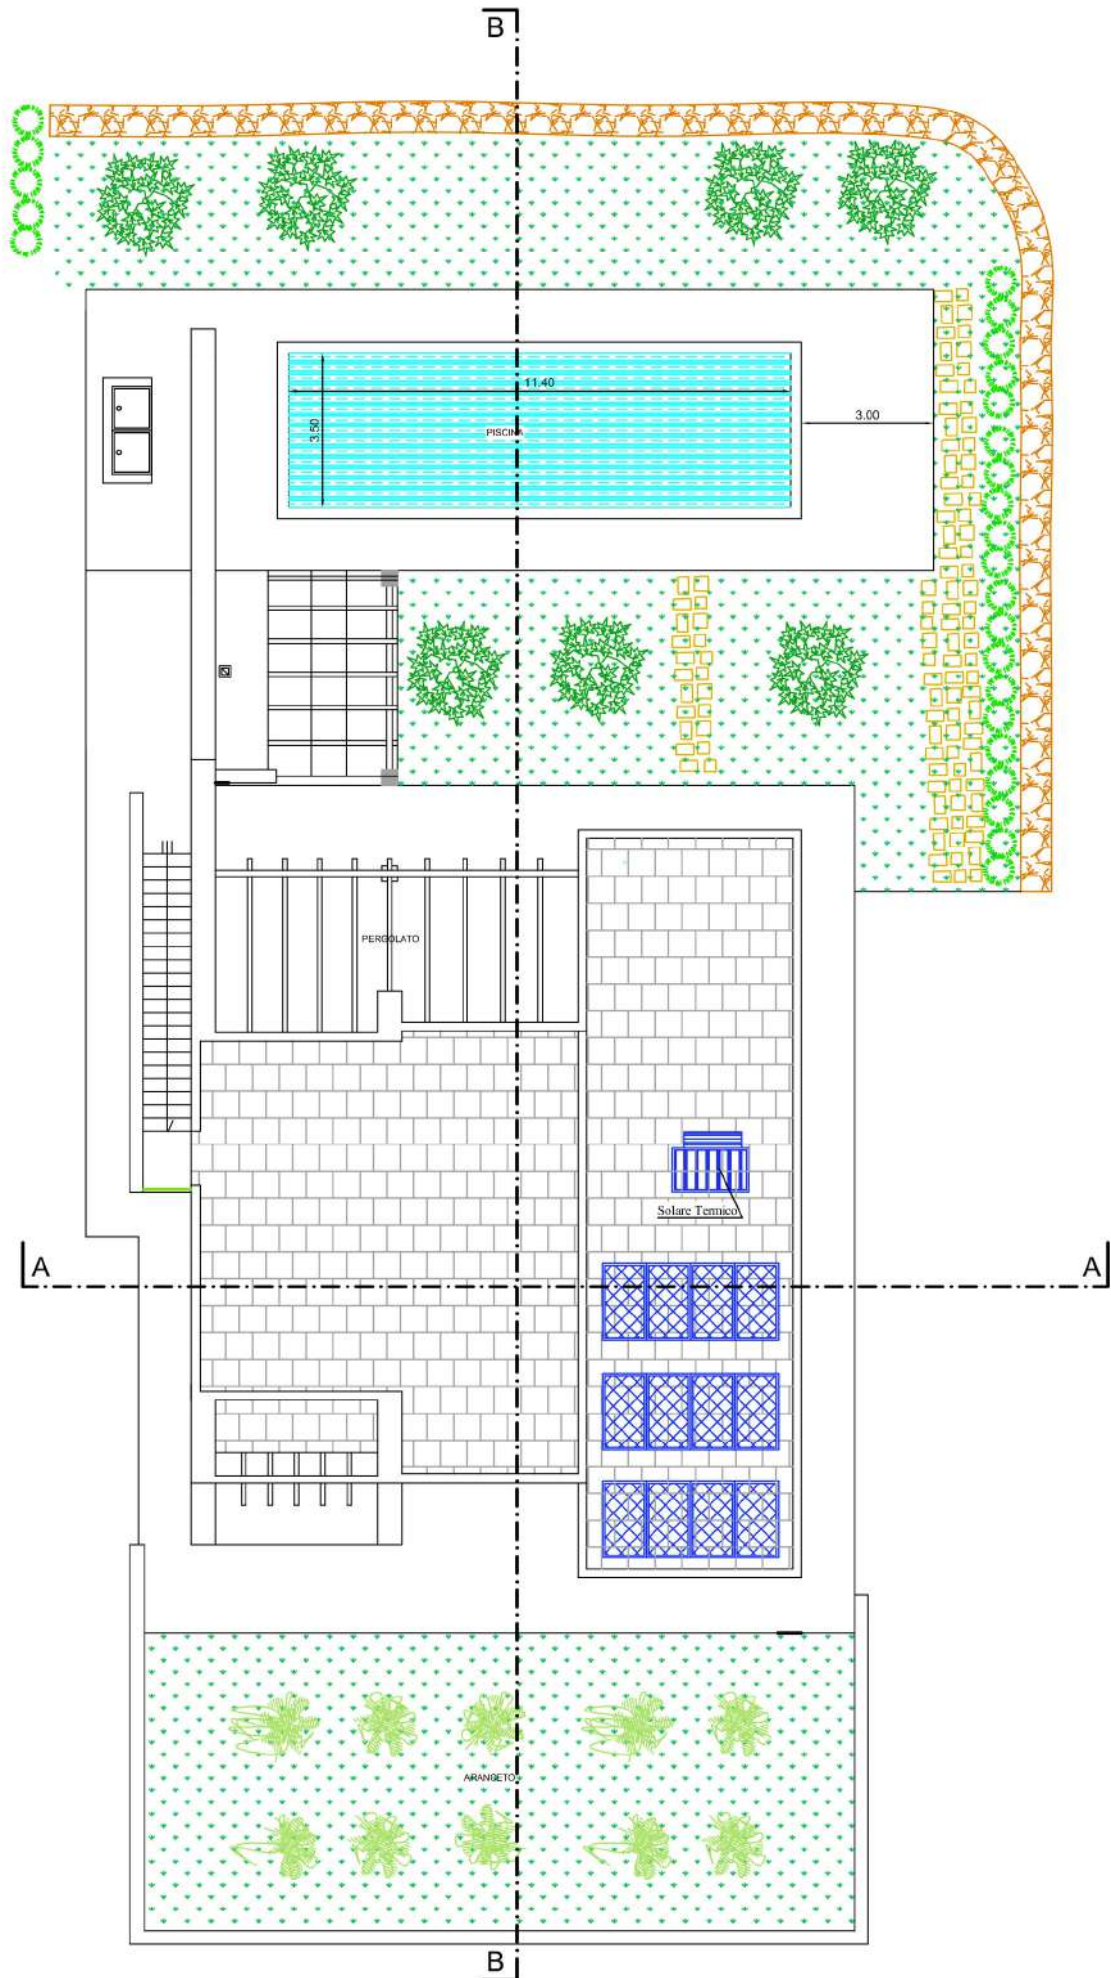 B
11.40
3.50
PISCINA
3.00
PERGOLATO
Solare Termico
A
A
ARANCETO
B